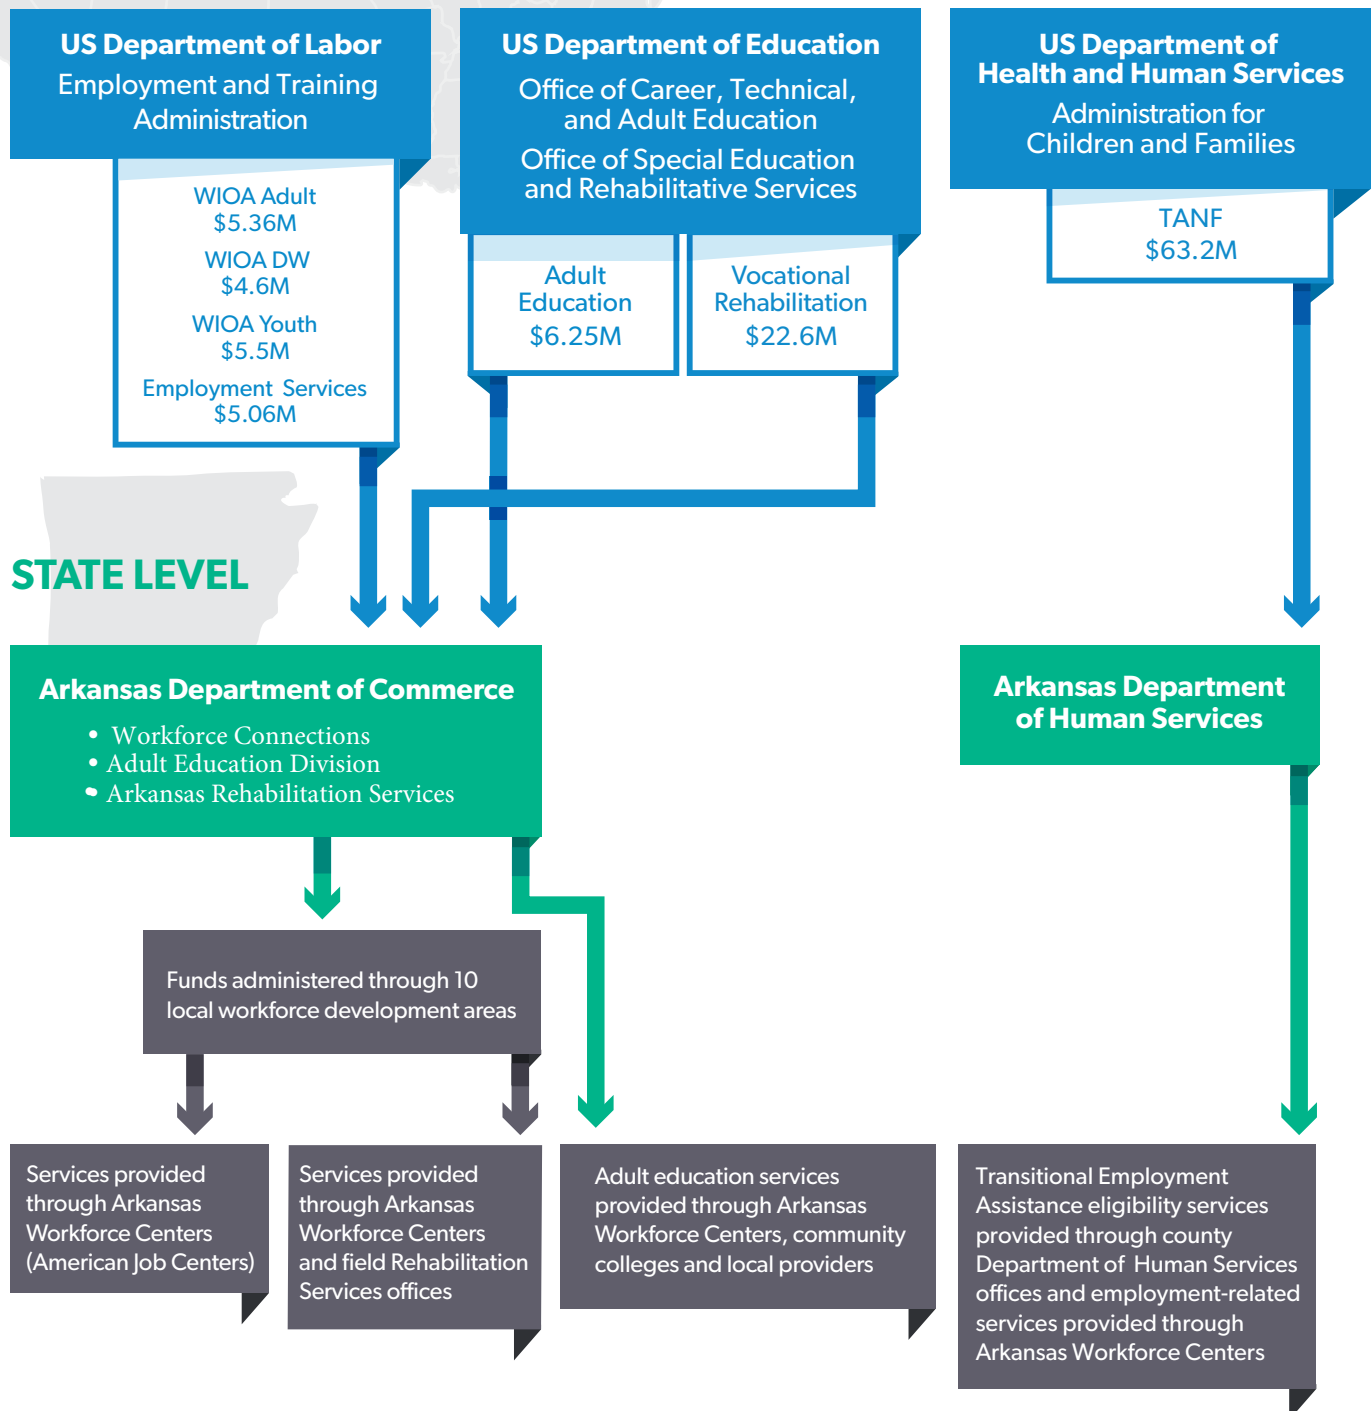 US Department of Labor
Employment and Training
Administration
WIOA Adult
$5.36M
WIOA DW
$4.6M
WIOA Youth
$5.5M
Employment Services
$5.06M
US Department of Education
Office of Career, Technical,
and Adult Education
Office of Special Education
and Rehabilitative Services
Adult
Education
$6.25M
Vocational
Rehabilitation
$22.6M
US Department of
Health and Human Services
Administration for
Children and Families
TANF
$63.2M
STATE LEVEL
Arkansas Department of Commerce
• Workforce Connections
• Adult Education Division
• Arkansas Rehabilitation Services
Arkansas Department
of Human Services
Funds administered through 10
local workforce development areas
Services provided
through Arkansas
Workforce Centers
(American Job Centers)
Services provided
through Arkansas
Workforce Centers
and field Rehabilitation
Services offices
Adult education services
provided through Arkansas
Workforce Centers, community
colleges and local providers
Transitional Employment
Assistance eligibility services
provided through county
Department of Human Services
offices and employment-related
services provided through
Arkansas Workforce Centers